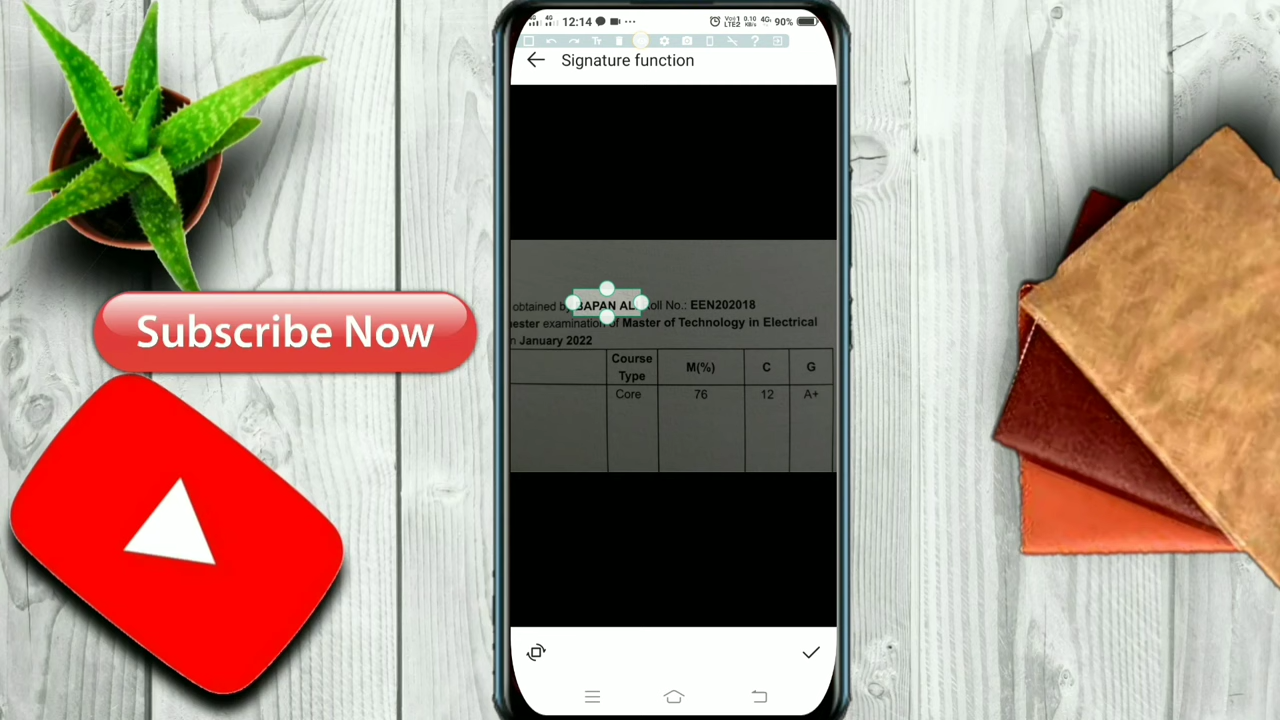 12:14
90%
Signature function
obtained by BAPAN AL Roll No.: EEN202018
ester examination of Master of Technology in Electrical
n January 2022
Course Type M(%) C G
Core 76 12 A+
Subscribe Now